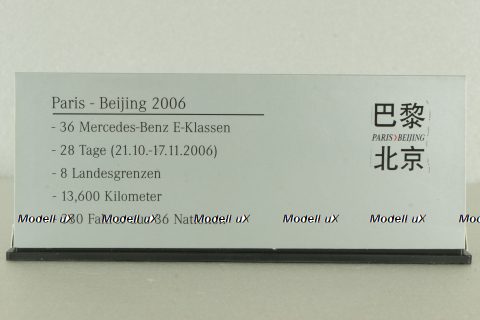 Paris - Beijing 2006
- 36 Mercedes-Benz E-Klassen
- 28 Tage (21.10.-17.11.2006)
- 8 Landesgrenzen
- 13,600 Kilometer
36
巴黎
PARIS>BEIJING
北京
Modell uX Modell uX Modell uX Modell uX Modell uX